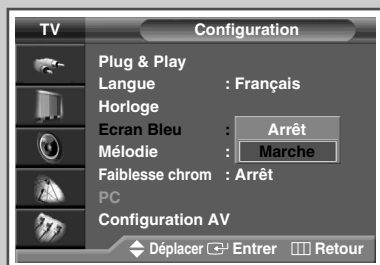 TV Configuration
Plug & Play
Langue : Français
Horloge
Ecran Bleu : Arrêt
Mélodie : Marche
Faiblesse chrom : Arrêt
PC
Configuration AV
Déplacer Entrer Retour